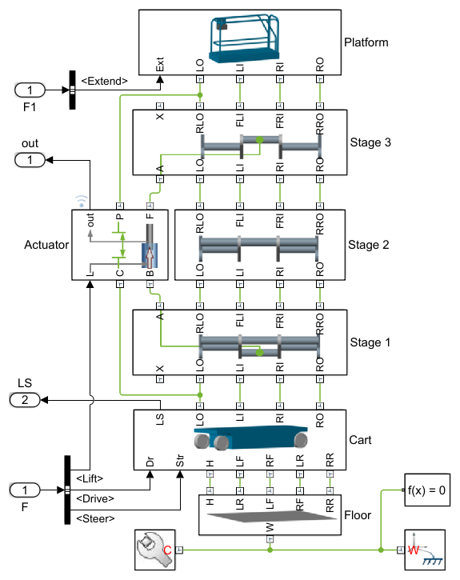 Ext LO LI RI RO
Platform
<Extend>
1
F1
X RLO FLI FRI RRO
Stage 3
out
1
A LO LI RI RO
out P F
RLO FLI FRI RRO
Actuator
Stage 2
L C B
LO LI RI RO
A RLO FLI FRI RRO
Stage 1
X LO LI RI RO
LS
2
LS LO LI RI RO
Cart
Dr Str H LF RF LR RR
1
F
<Lift>
<Drive>
<Steer>
H LR LF RF RR
Floor
W
f(x) = 0
C
W